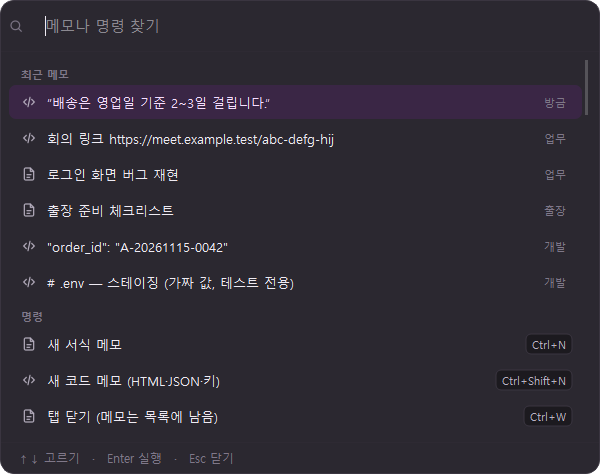 메모나 명령 찾기
최근 메모
"배송은 영업일 기준 2~3일 걸립니다." 방금
회의 링크 https://meet.example.test/abc-defg-hij 업무
로그인 화면 버그 재현 업무
출장 준비 체크리스트 출장
"order_id": "A-20261115-0042" 개발
# .env — 스테이징 (가짜 값, 테스트 전용) 개발
명령
새 서식 메모 Ctrl+N
새 코드 메모 (HTML·JSON·키) Ctrl+Shift+N
탭 닫기 (메모는 목록에 남음) Ctrl+W
↑↓ 고르기 · Enter 실행 · Esc 닫기